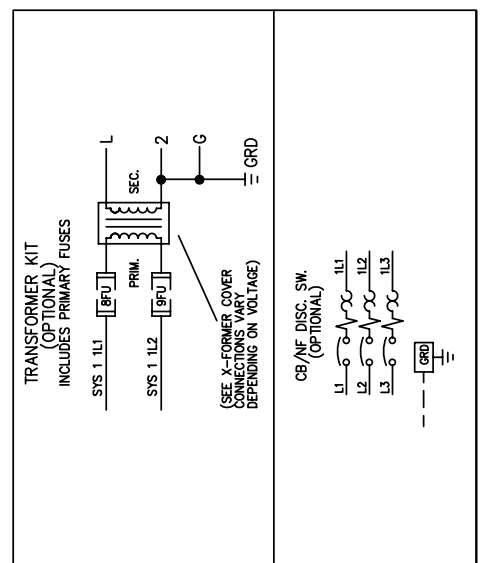 TRANSFORMER KIT
(OPTIONAL)
INCLUDES PRIMARY FUSES
SYS 1 1L1
8FU
L
SYS 1 1L2
9FU
2
PRIM.
SEC.
G
GRD
(SEE X-FORMER COVER
CONNECTIONS VARY
DEPENDING ON VOLTAGE)
CB/NF DISC. SW.
(OPTIONAL)
L1
1L1
L2
1L2
L3
1L3
GRD